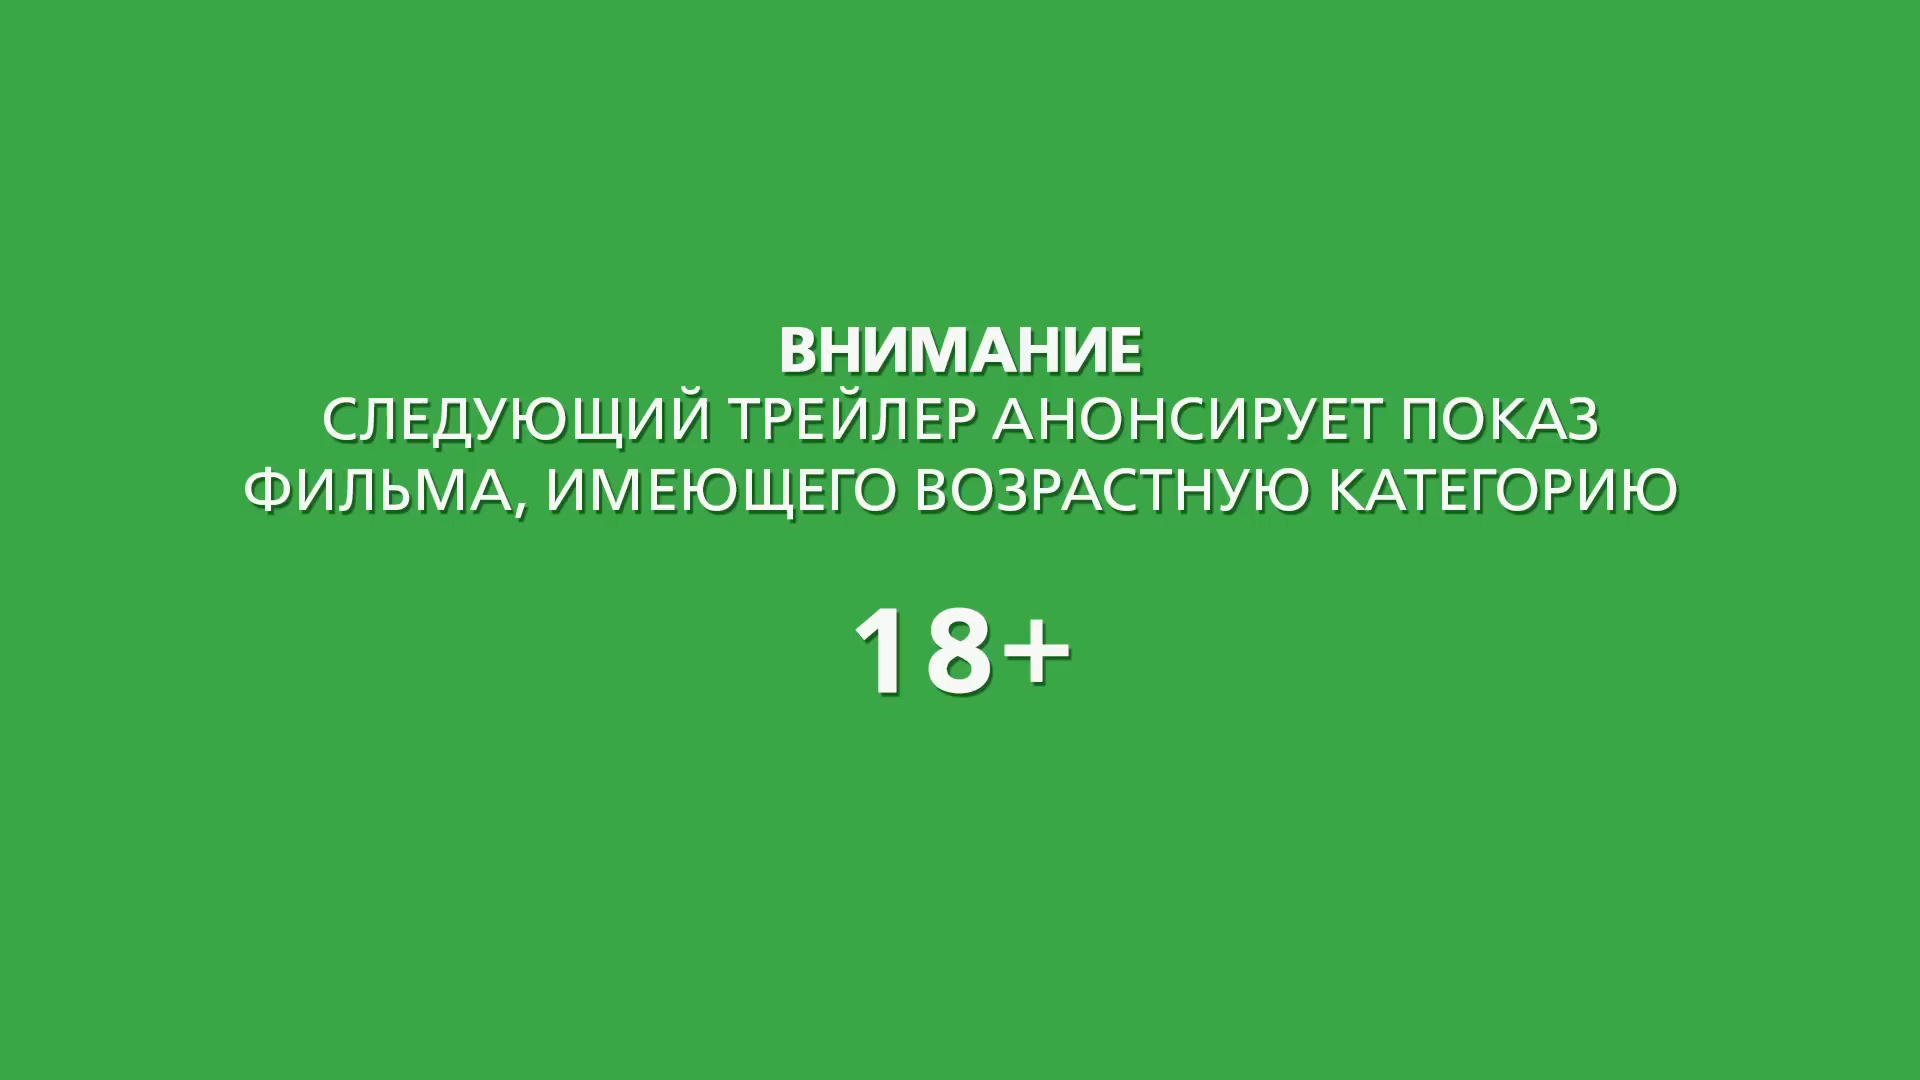 ВНИМАНИЕ
СЛЕДУЮЩИЙ ТРЕЙЛЕР АНОНСИРУЕТ ПОКАЗ
ФИЛЬМА, ИМЕЮЩЕГО ВОЗРАСТНУЮ КАТЕГОРИЮ
18+